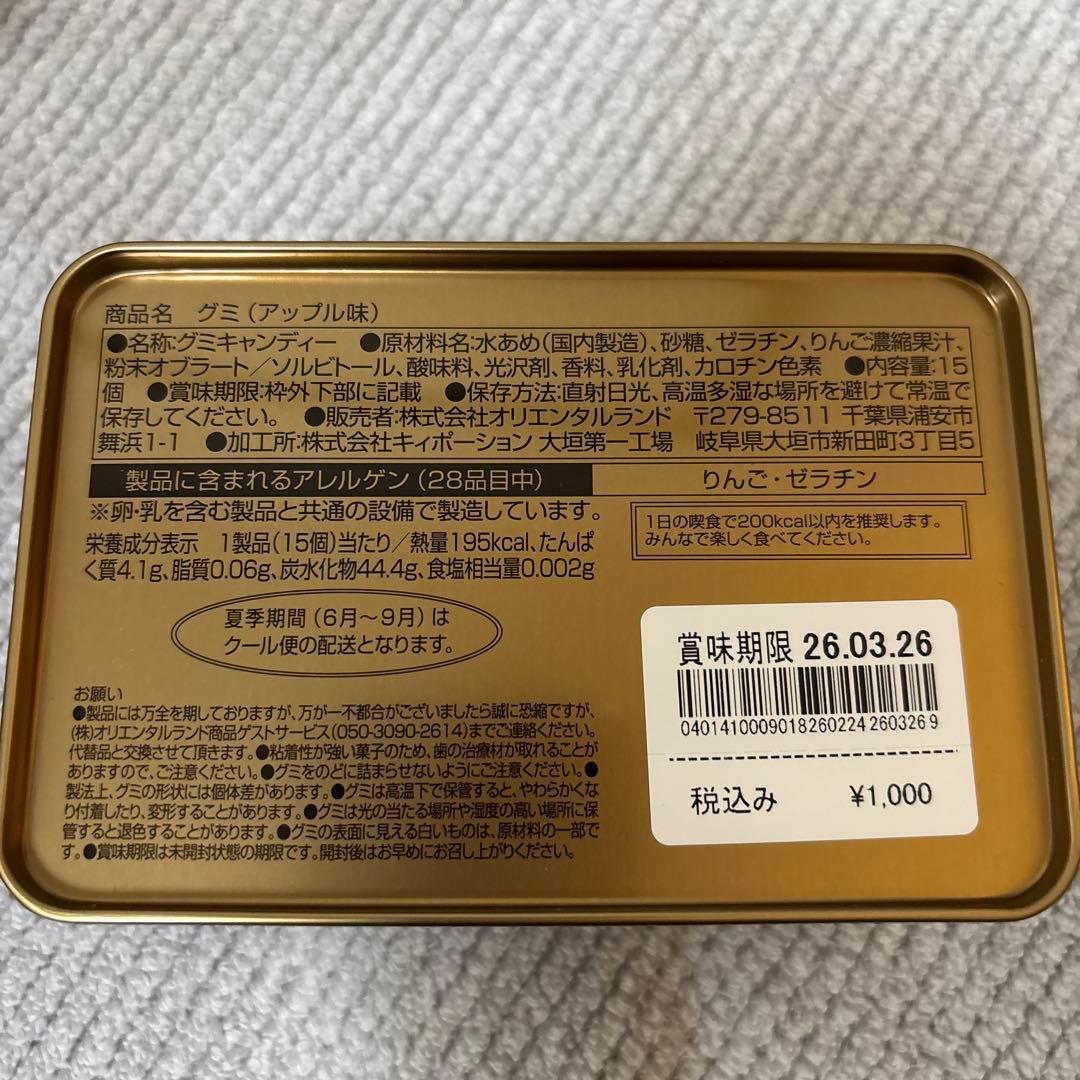 商品名　グミ（アップル味）
●名称:グミキャンディー　●原材料名:水あめ(国内製造)、砂糖、ゼラチン、りんご濃縮果汁、
粉末オブラート／ソルビトール、酸味料、光沢剤、香料、乳化剤、カロチン色素　●内容量:15
個　●賞味期限:枠外下部に記載　●保存方法:直射日光、高温多湿な場所を避けて常温で
保存してください。　●販売者:株式会社オリエンタルランド　〒279-8511 千葉県浦安市
舞浜1-1　●加工所:株式会社キィポーション 大垣第一工場　岐阜県大垣市新田町3丁目5
製品に含まれるアレルゲン（28品目中）　りんご・ゼラチン
※卵・乳を含む製品と共通の設備で製造しています。
栄養成分表示　1製品（15個）当たり／熱量195kcal、たんぱ
く質4.1g、脂質0.06g、炭水化物44.4g、食塩相当量0.002g
1日の喫食で200kcal以内を推奨します。
みんなで楽しく食べてください。
夏季期間（6月～9月）は
クール便の配送となります。
お願い
●製品には万全を期しておりますが、万が一不都合がございましたら誠に恐縮ですが、
(株)オリエンタルランド商品ゲストサービス(050-3090-2614)までご連絡ください。
代替品と交換させて頂きます。●粘着性が強い菓子のため、歯の治療材が取れることが
ありますので、ご注意ください。●グミをのどに詰まらせないようにご注意ください。●
製法上、グミの形状には個体差があります。●グミは高温下で保管すると、やわらかくな
り付着したり、変形することがあります。●グミは光の当たる場所や湿度の高い場所に保
管すると退色することがあります。●グミの表面に見える白いものは、原材料の一部で
す。●賞味期限は未開封状態の期限です。開封後はお早めにお召し上がりください。
賞味期限 26.03.26
0401410009018260224 2603269
税込み　¥1,000